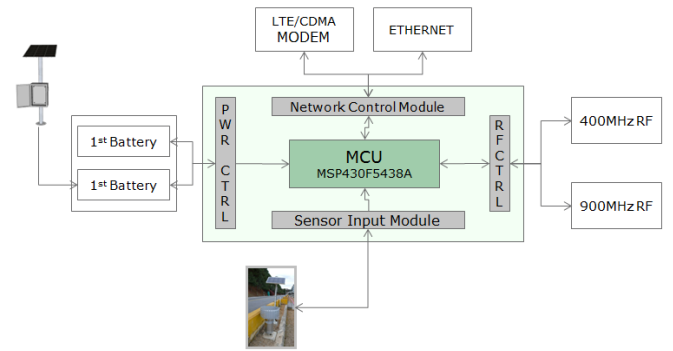 LTE/CDMA
MODEM
ETHERNET
PWR CTRL
Network Control Module
RFCTRL
400MHz RF
1st Battery
MCU
MSP430F5438A
1st Battery
900MHz RF
Sensor Input Module